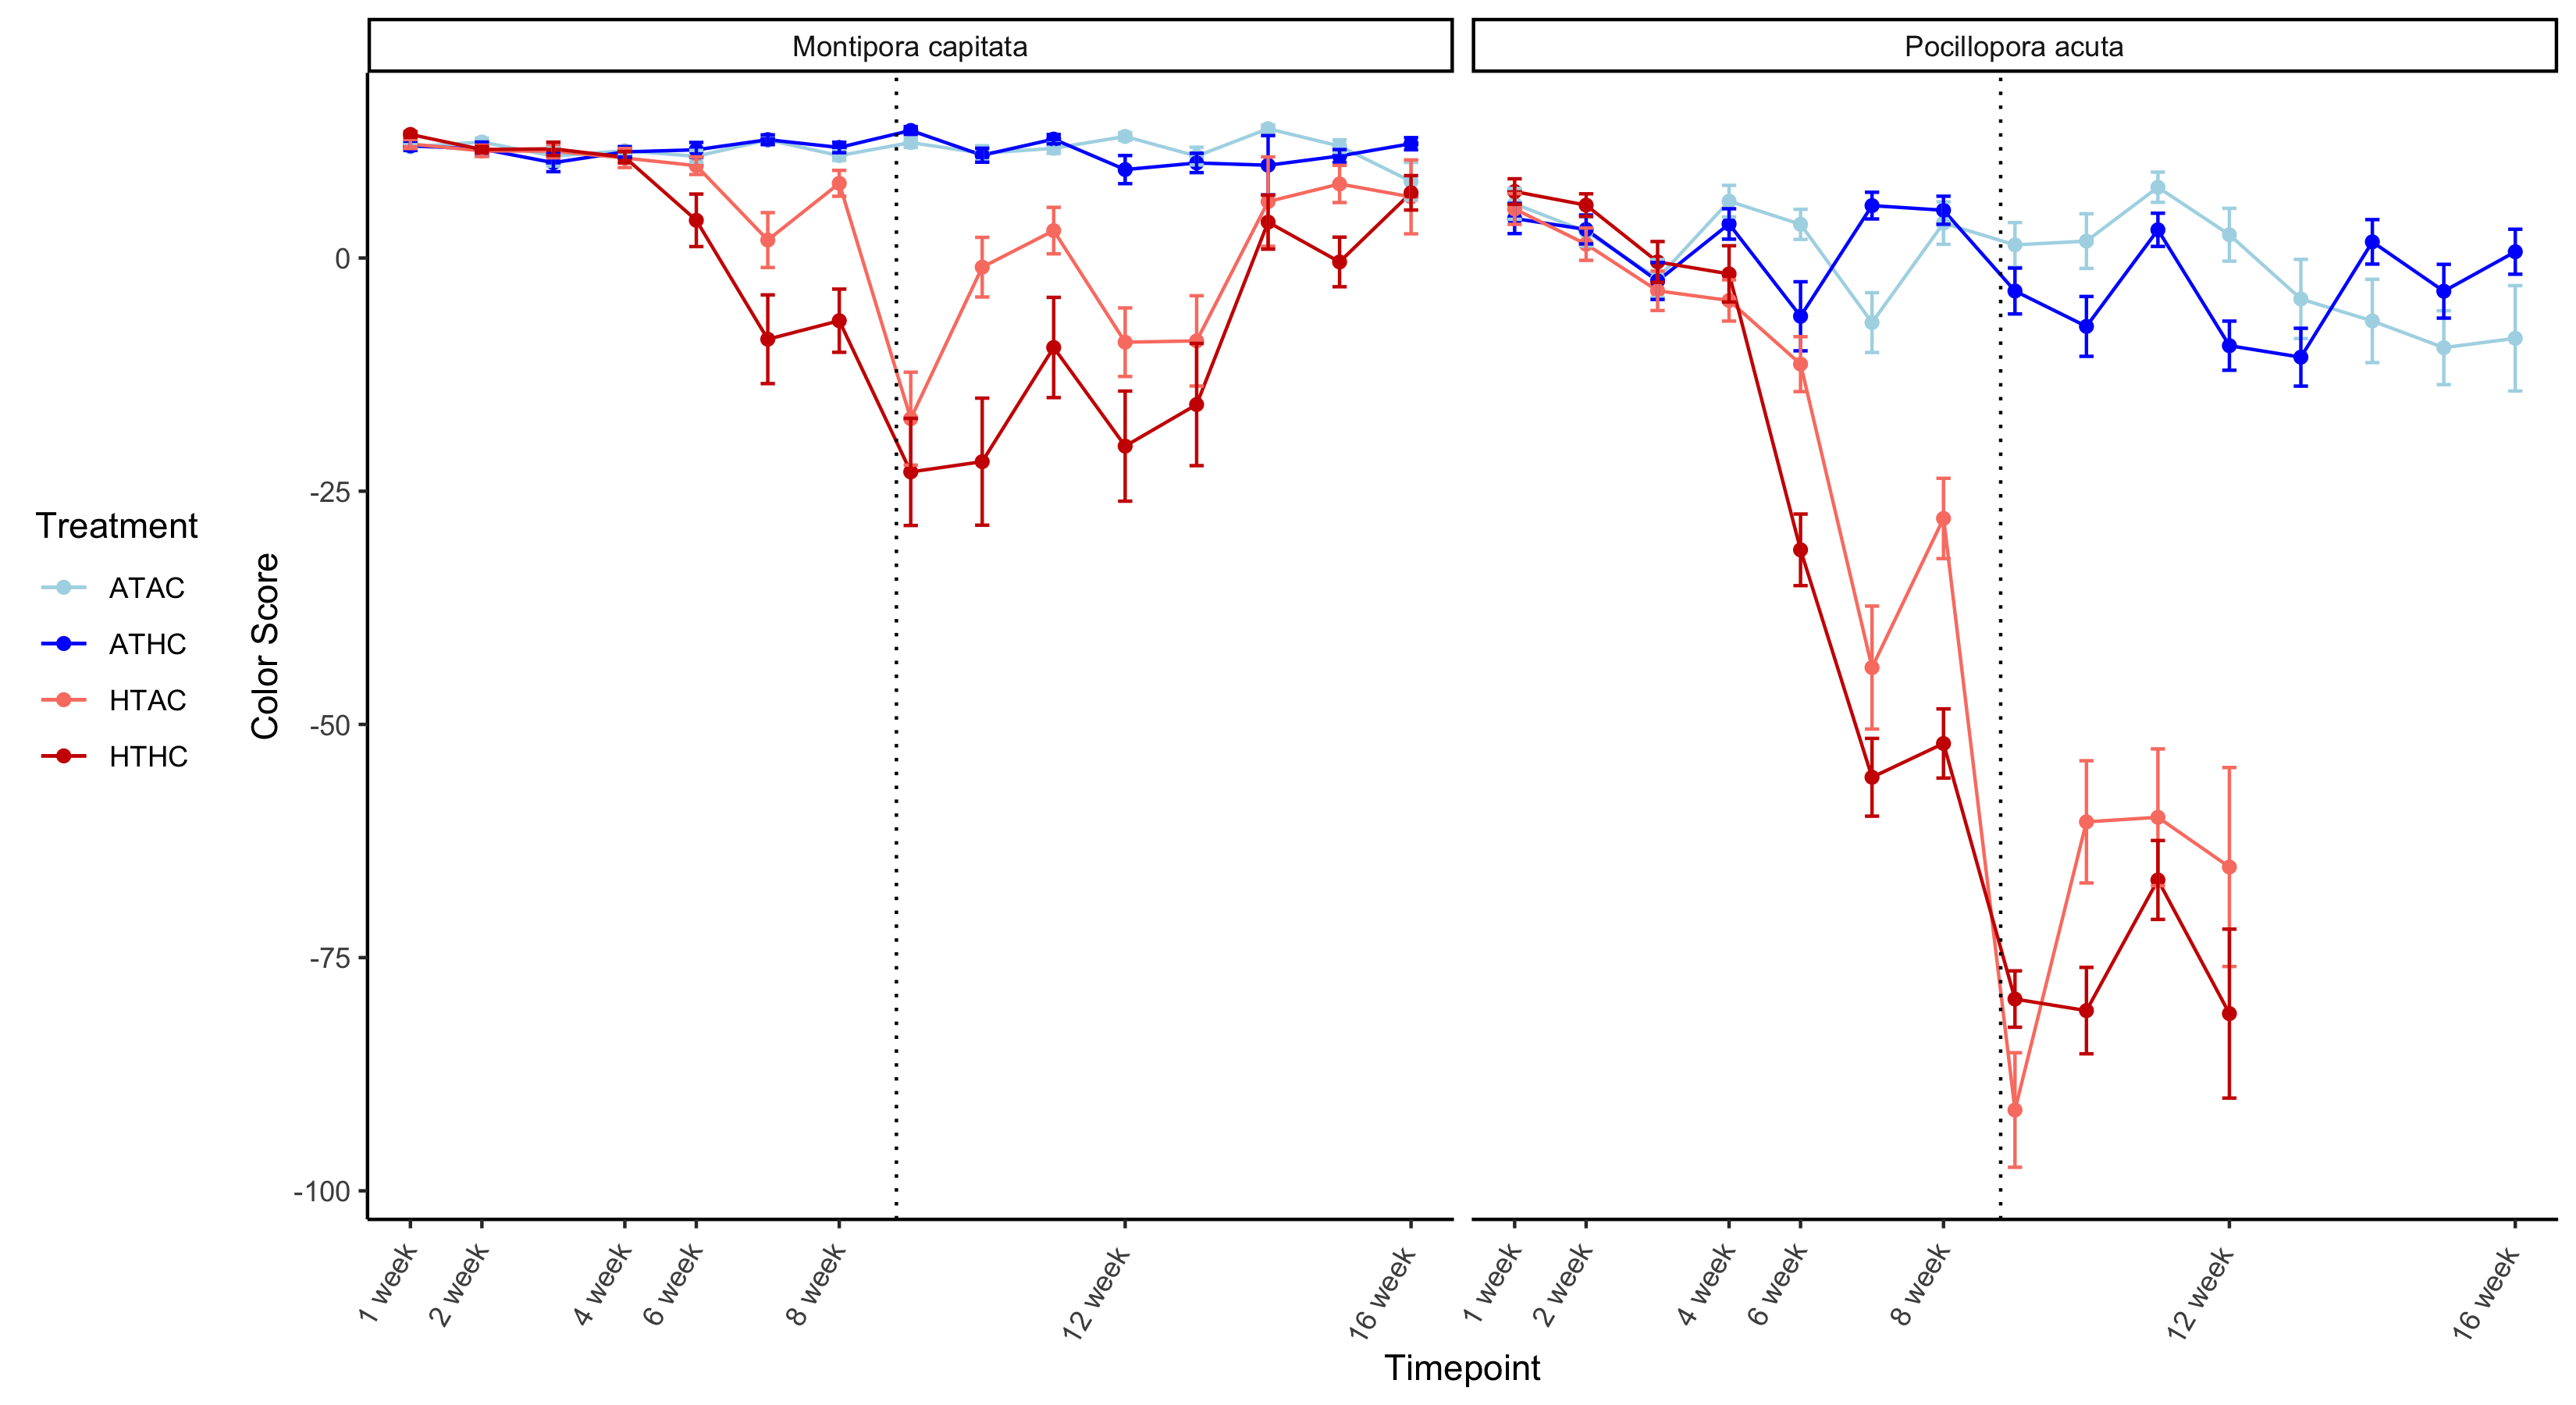 Montipora capitata
Pocillopora acuta
Treatment
ATAC
ATHC
HTAC
HTHC
Color Score
0
-25
-50
-75
-100
1 week
2 week
4 week
6 week
8 week
12 week
16 week
1 week
2 week
4 week
6 week
8 week
12 week
16 week
Timepoint